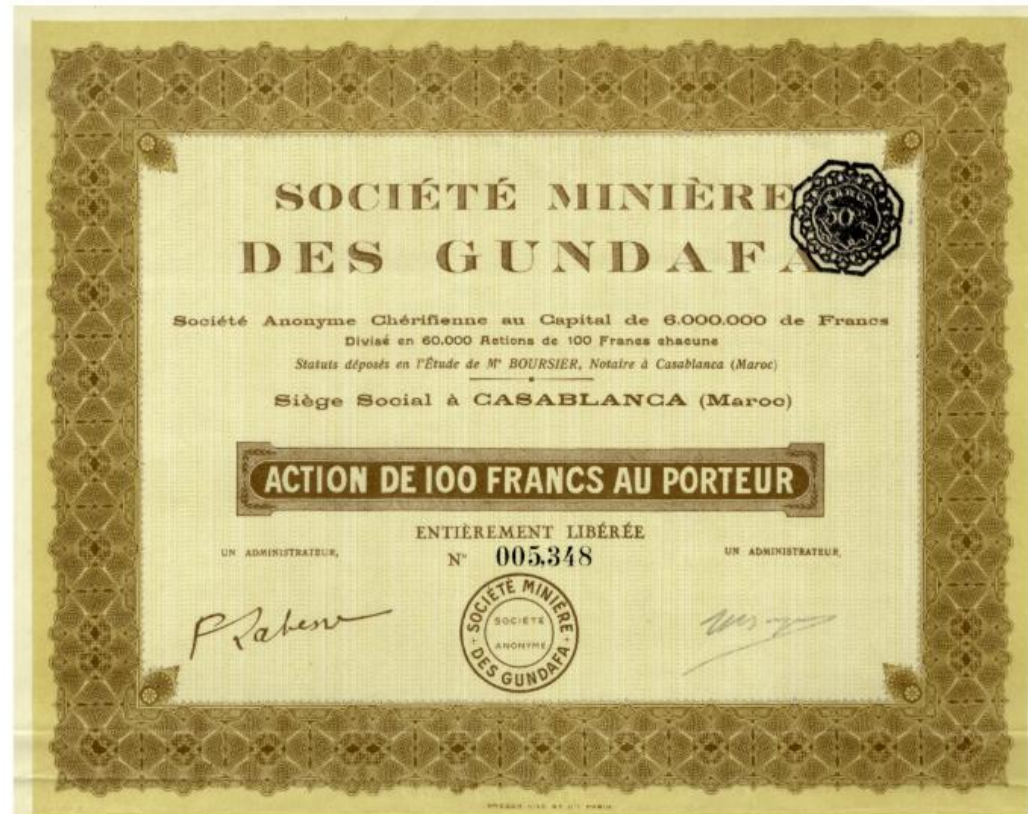 SOCIÉTÉ MINIÈRE
DES GUNDAFA
Société Anonyme Chérifienne au Capital de 6.000.000 de Francs
Divisé en 60.000 Actions de 100 Francs chacune
Statuts déposés en l'Étude de Mᵉ BOURSIER, Notaire à Casablanca (Maroc)
Siège Social à CASABLANCA (Maroc)
ACTION DE 100 FRANCS AU PORTEUR
ENTIÈREMENT LIBÉRÉE
UN ADMINISTRATEUR,
N° 005,348
UN ADMINISTRATEUR,
SOCIÉTÉ MINIÈRE DES GUNDAFA
SOCIÉTÉ
ANONYME